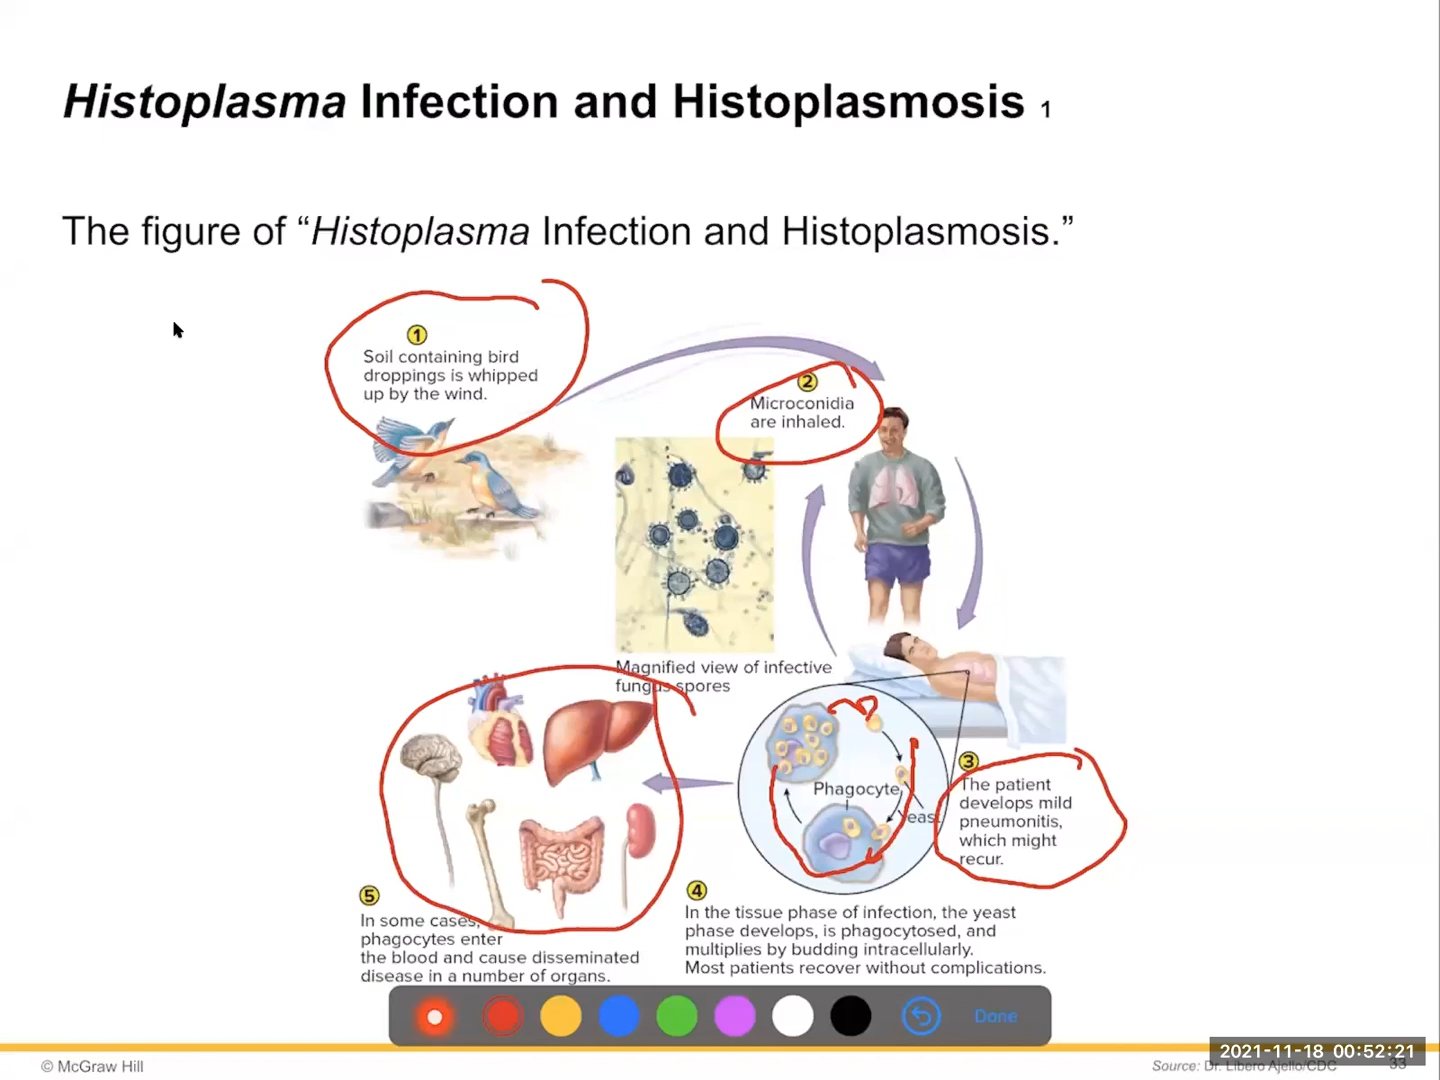 Histoplasma Infection and Histoplasmosis 1
The figure of “Histoplasma Infection and Histoplasmosis.”
1
Soil containing bird
droppings is whipped
up by the wind.
2
Microconidia
are inhaled.
Magnified view of infective
fungus spores
Phagocyte
Yeast
3
The patient
develops mild
pneumonitis,
which might
recur.
4
In the tissue phase of infection, the yeast
phase develops, is phagocytosed, and
multiplies by budding intracellularly.
Most patients recover without complications.
5
In some cases,
phagocytes enter
the blood and cause disseminated
disease in a number of organs.
Done
2021-11-18 00:52:21
© McGraw Hill
Source: Dr. Libero Ajello/CDC
33